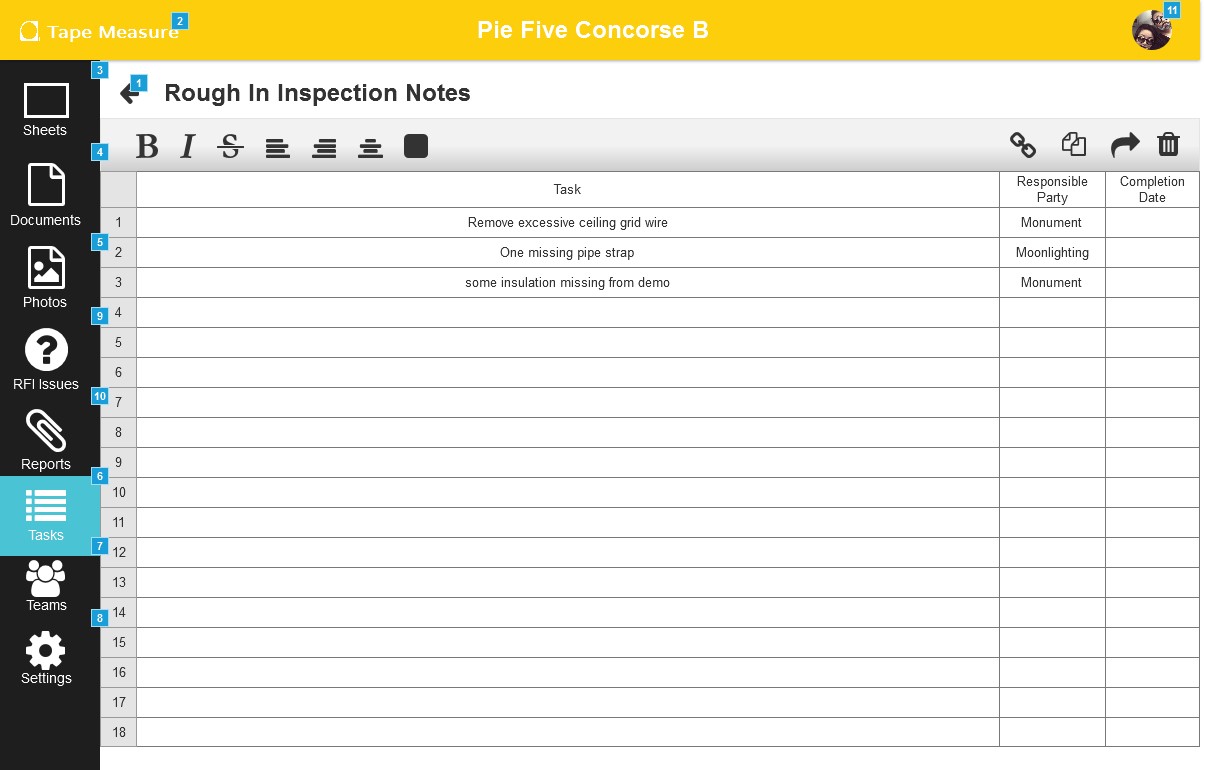 Tape Measure
2
Pie Five Concorse B
11
3
1
Rough In Inspection Notes
Sheets
4
B I S
Documents
5
Photos
9
RFI Issues
10
Reports
6
Tasks
7
Teams
8
Settings
Task Responsible Party Completion Date
1 Remove excessive ceiling grid wire Monument
2 One missing pipe strap Moonlighting
3 some insulation missing from demo Monument
4
5
6
7
8
9
10
11
12
13
14
15
16
17
18